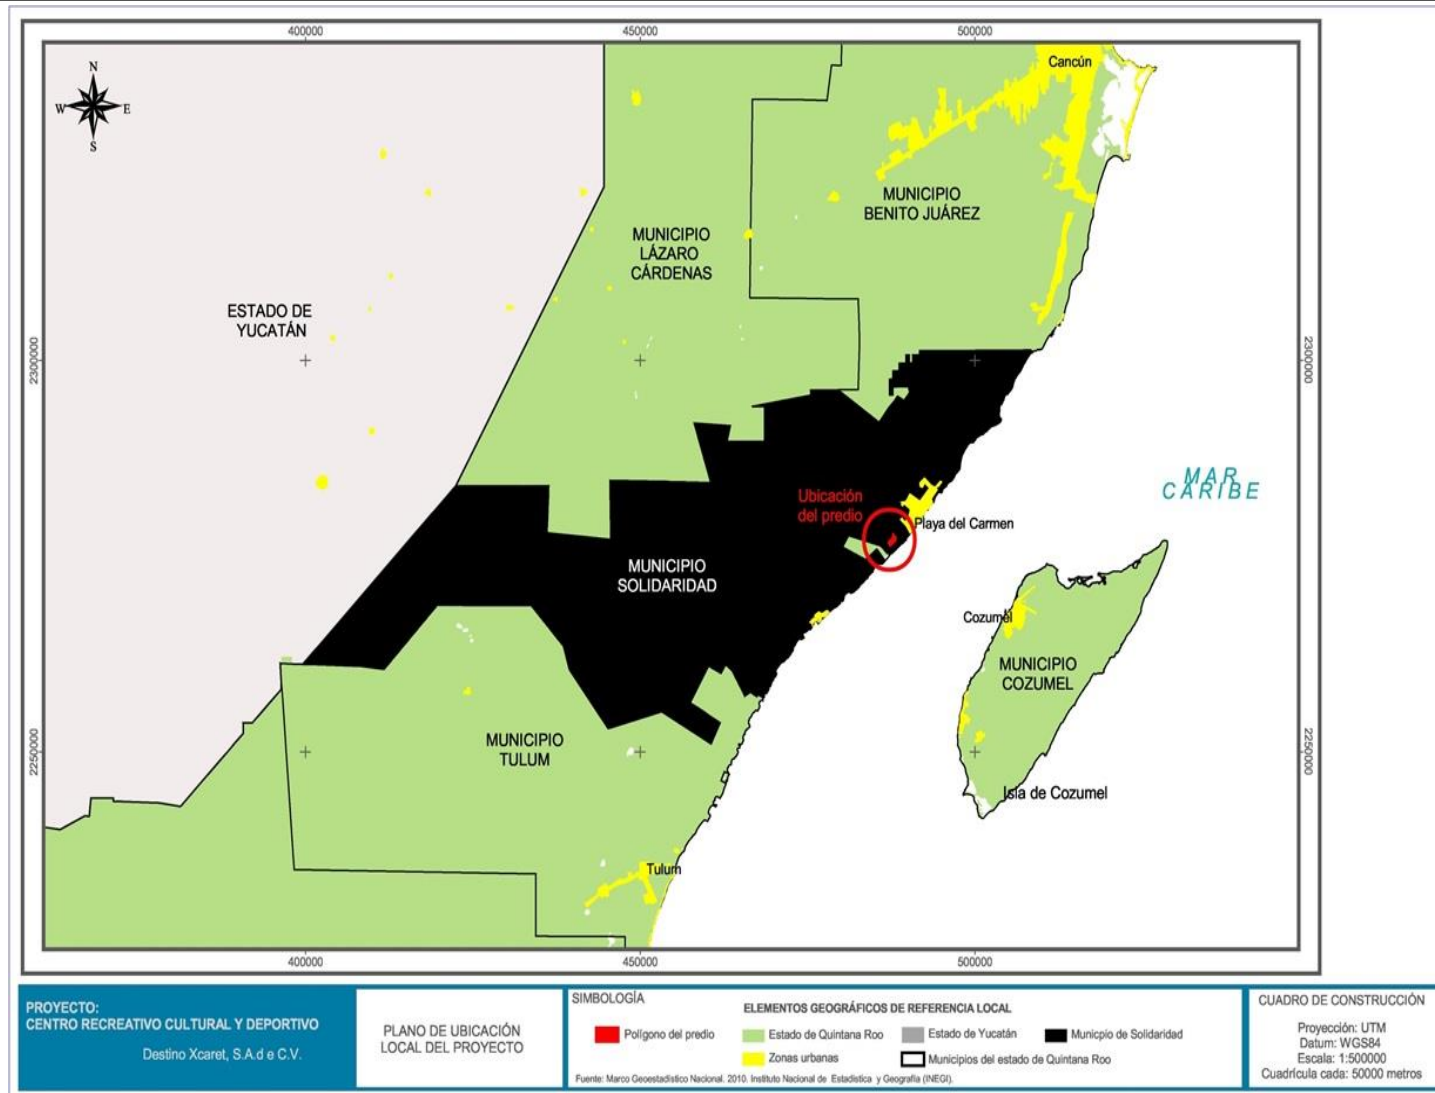 400000
450000
500000
N
W
E
S
Cancún
MUNICIPIO
BENITO JUÁREZ
MUNICIPIO
LÁZARO
CÁRDENAS
ESTADO DE
YUCATÁN
2300000
2300000
MAR
CARIBE
Ubicación
del predio
Playa del Carmen
MUNICIPIO
SOLIDARIDAD
Cozumel
MUNICIPIO
COZUMEL
MUNICIPIO
TULUM
2250000
2250000
Isla de Cozumel
Tulum
400000
450000
500000
PROYECTO:
CENTRO RECREATIVO CULTURAL Y DEPORTIVO
Destino Xcaret, S.A.d e C.V.
PLANO DE UBICACIÓN
LOCAL DEL PROYECTO
SIMBOLOGÍA
ELEMENTOS GEOGRÁFICOS DE REFERENCIA LOCAL
Polígono del predio
Estado de Quintana Roo
Estado de Yucatán
Municpio de Solidaridad
Zonas urbanas
Municipios del estado de Quintana Roo
Fuente: Marco Geoestadístico Nacional. 2010. Instituto Nacional de Estadistica y Geografía (INEGI).
CUADRO DE CONSTRUCCIÓN
Proyección: UTM
Datum: WGS84
Escala: 1:500000
Cuadrícula cada: 50000 metros